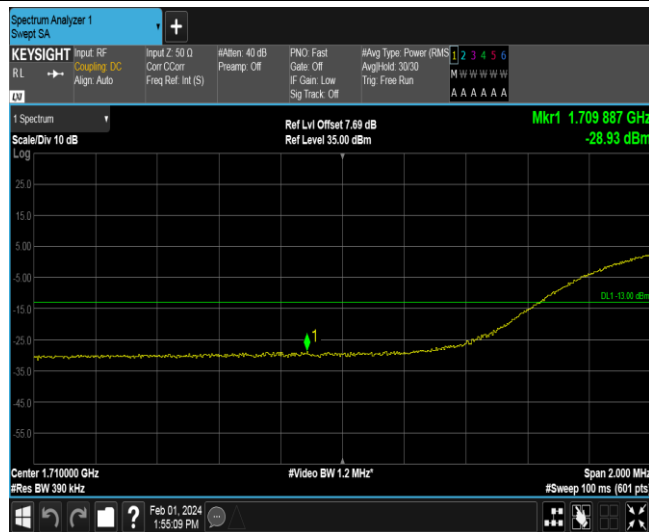 Spectrum Analyzer 1
Swept SA
+
KEYSIGHT
RL
LXI
Input: RF
Coupling: DC
Align: Auto
Input Z: 50 Ω
Corr CCorr
Freq Ref: Int (S)
#Atten: 40 dB
Preamp: Off
PNO: Fast
Gate: Off
IF Gain: Low
Sig Track: Off
#Avg Type: Power (RMS
Avg|Hold: 30/30
Trig: Free Run
1 2 3 4 5 6
M W W W W W
A A A A A A
1 Spectrum
Scale/Div 10 dB
Log
Ref Lvl Offset 7.69 dB
Ref Level 35.00 dBm
Mkr1 1.709 887 GHz
-28.93 dBm
25.0
15.0
5.00
-5.00
DL1 -13.00 dBm
-15.0
1
-25.0
-35.0
-45.0
-55.0
Center 1.710000 GHz
#Video BW 1.2 MHz*
Span 2.000 MHz
#Res BW 390 kHz
#Sweep 100 ms (601 pts)
?
Feb 01, 2024
1:55:09 PM